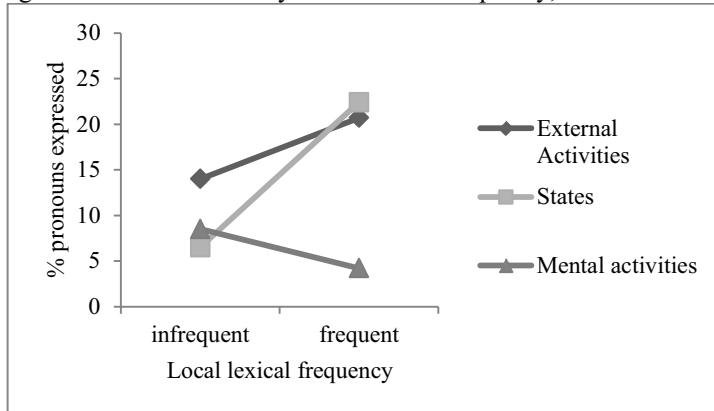 30
25
20
15
10
5
0
% pronouns expressed
infrequent frequent
Local lexical frequency
External
Activities
States
Mental activities